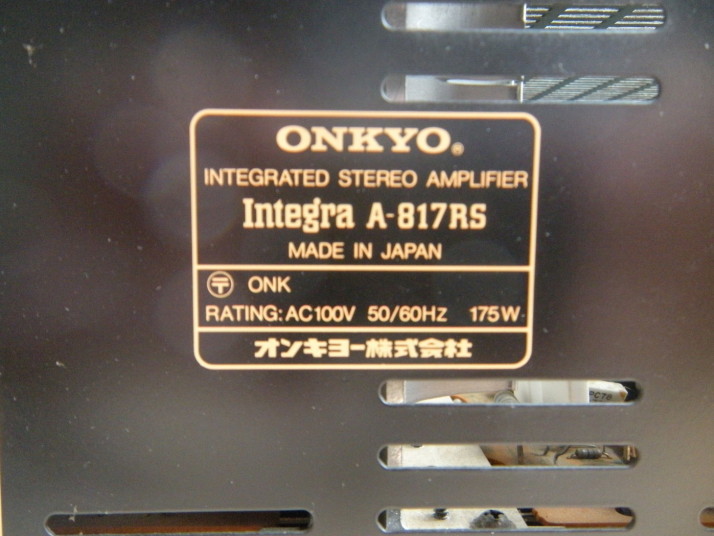 ONKYO®
INTEGRATED STEREO AMPLIFIER
Integra A-817RS
MADE IN JAPAN
〒 ONK
RATING: AC100V 50/60Hz 175W
オンキヨー株式会社